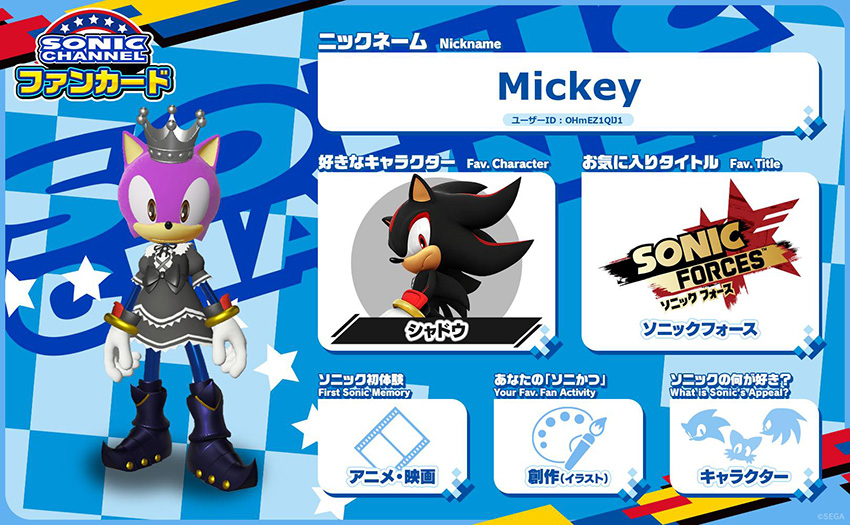 SONIC
CHANNEL
ファンカード
ニックネーム Nickname
Mickey
ユーザーID：OHmEZ1QlJ1
好きなキャラクター Fav. Character
シャドウ
お気に入りタイトル Fav. Title
SONIC
FORCES™
ソニック フォース
ソニックフォース
ソニック初体験
First Sonic Memory
アニメ・映画
あなたの「ソニかつ」
Your Fav. Fan Activity
創作(イラスト)
ソニックの何が好き？
What is Sonic's Appeal?
キャラクター
©SEGA